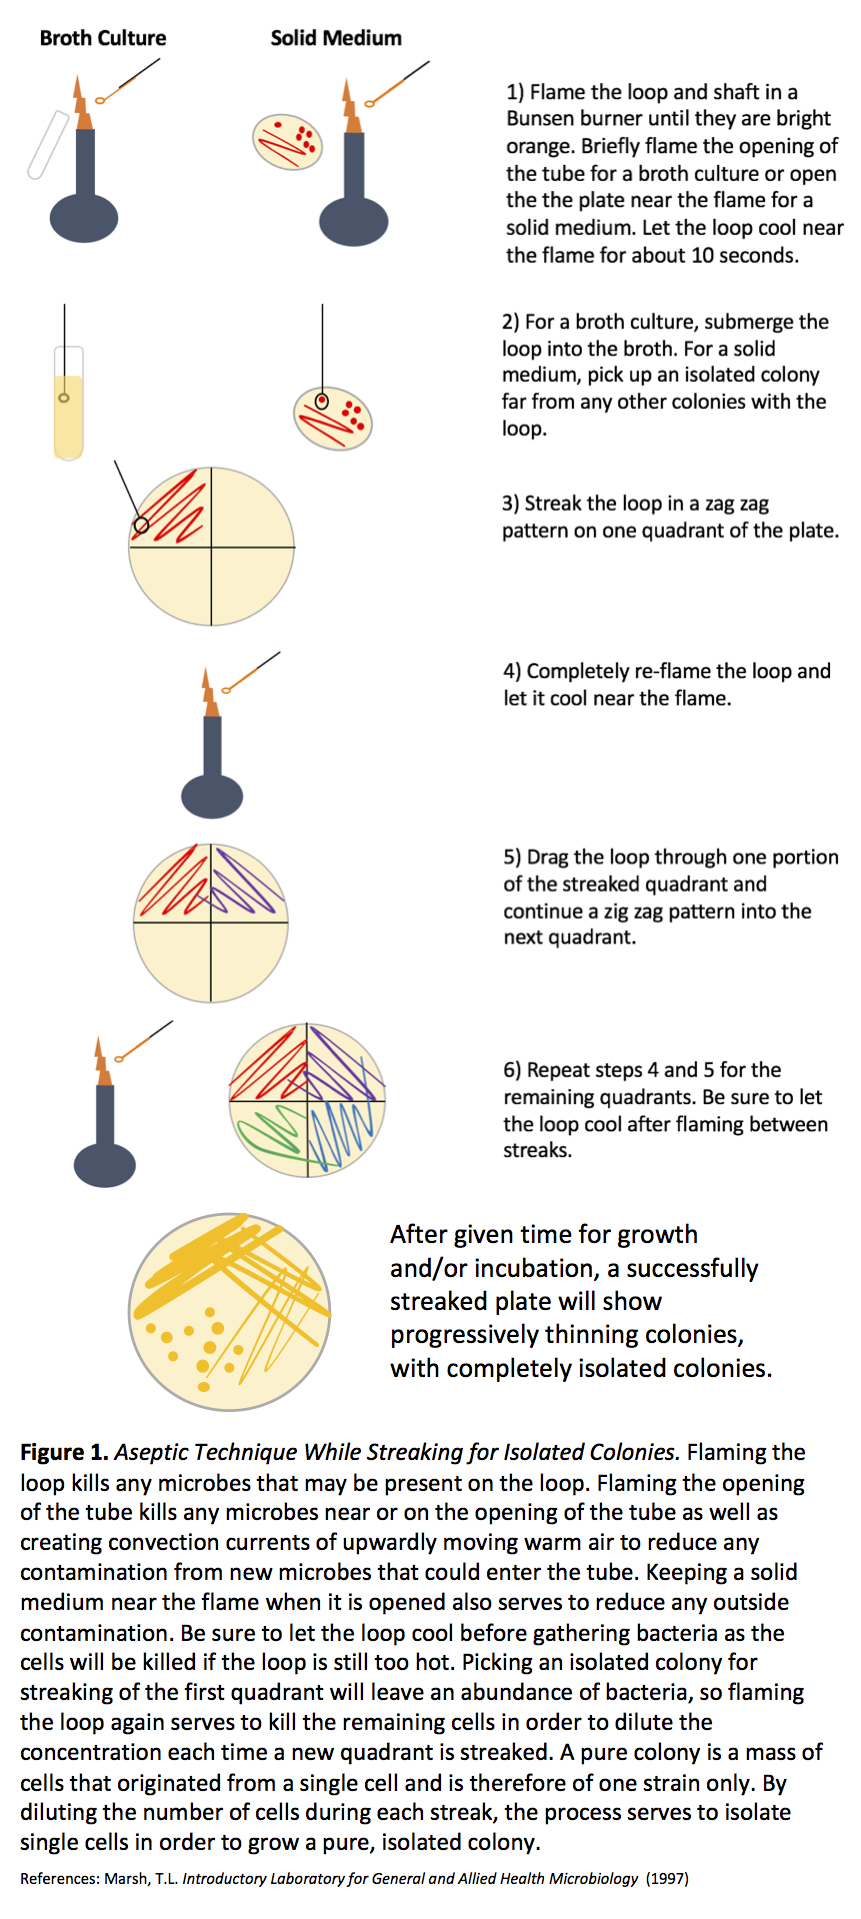 Broth Culture
Solid Medium
1) Flame the loop and shaft in a
Bunsen burner until they are bright
orange. Briefly flame the opening of
the tube for a broth culture or open
the the plate near the flame for a
solid medium. Let the loop cool near
the flame for about 10 seconds.
2) For a broth culture, submerge the
loop into the broth. For a solid
medium, pick up an isolated colony
far from any other colonies with the
loop.
3) Streak the loop in a zag zag
pattern on one quadrant of the plate.
4) Completely re-flame the loop and
let it cool near the flame.
5) Drag the loop through one portion
of the streaked quadrant and
continue a zig zag pattern into the
next quadrant.
6) Repeat steps 4 and 5 for the
remaining quadrants. Be sure to let
the loop cool after flaming between
streaks.
After given time for growth
and/or incubation, a successfully
streaked plate will show
progressively thinning colonies,
with completely isolated colonies.
Figure 1. Aseptic Technique While Streaking for Isolated Colonies. Flaming the
loop kills any microbes that may be present on the loop. Flaming the opening
of the tube kills any microbes near or on the opening of the tube as well as
creating convection currents of upwardly moving warm air to reduce any
contamination from new microbes that could enter the tube. Keeping a solid
medium near the flame when it is opened also serves to reduce any outside
contamination. Be sure to let the loop cool before gathering bacteria as the
cells will be killed if the loop is still too hot. Picking an isolated colony for
streaking of the first quadrant will leave an abundance of bacteria, so flaming
the loop again serves to kill the remaining cells in order to dilute the
concentration each time a new quadrant is streaked. A pure colony is a mass of
cells that originated from a single cell and is therefore of one strain only. By
diluting the number of cells during each streak, the process serves to isolate
single cells in order to grow a pure, isolated colony.
References: Marsh, T.L. Introductory Laboratory for General and Allied Health Microbiology (1997)